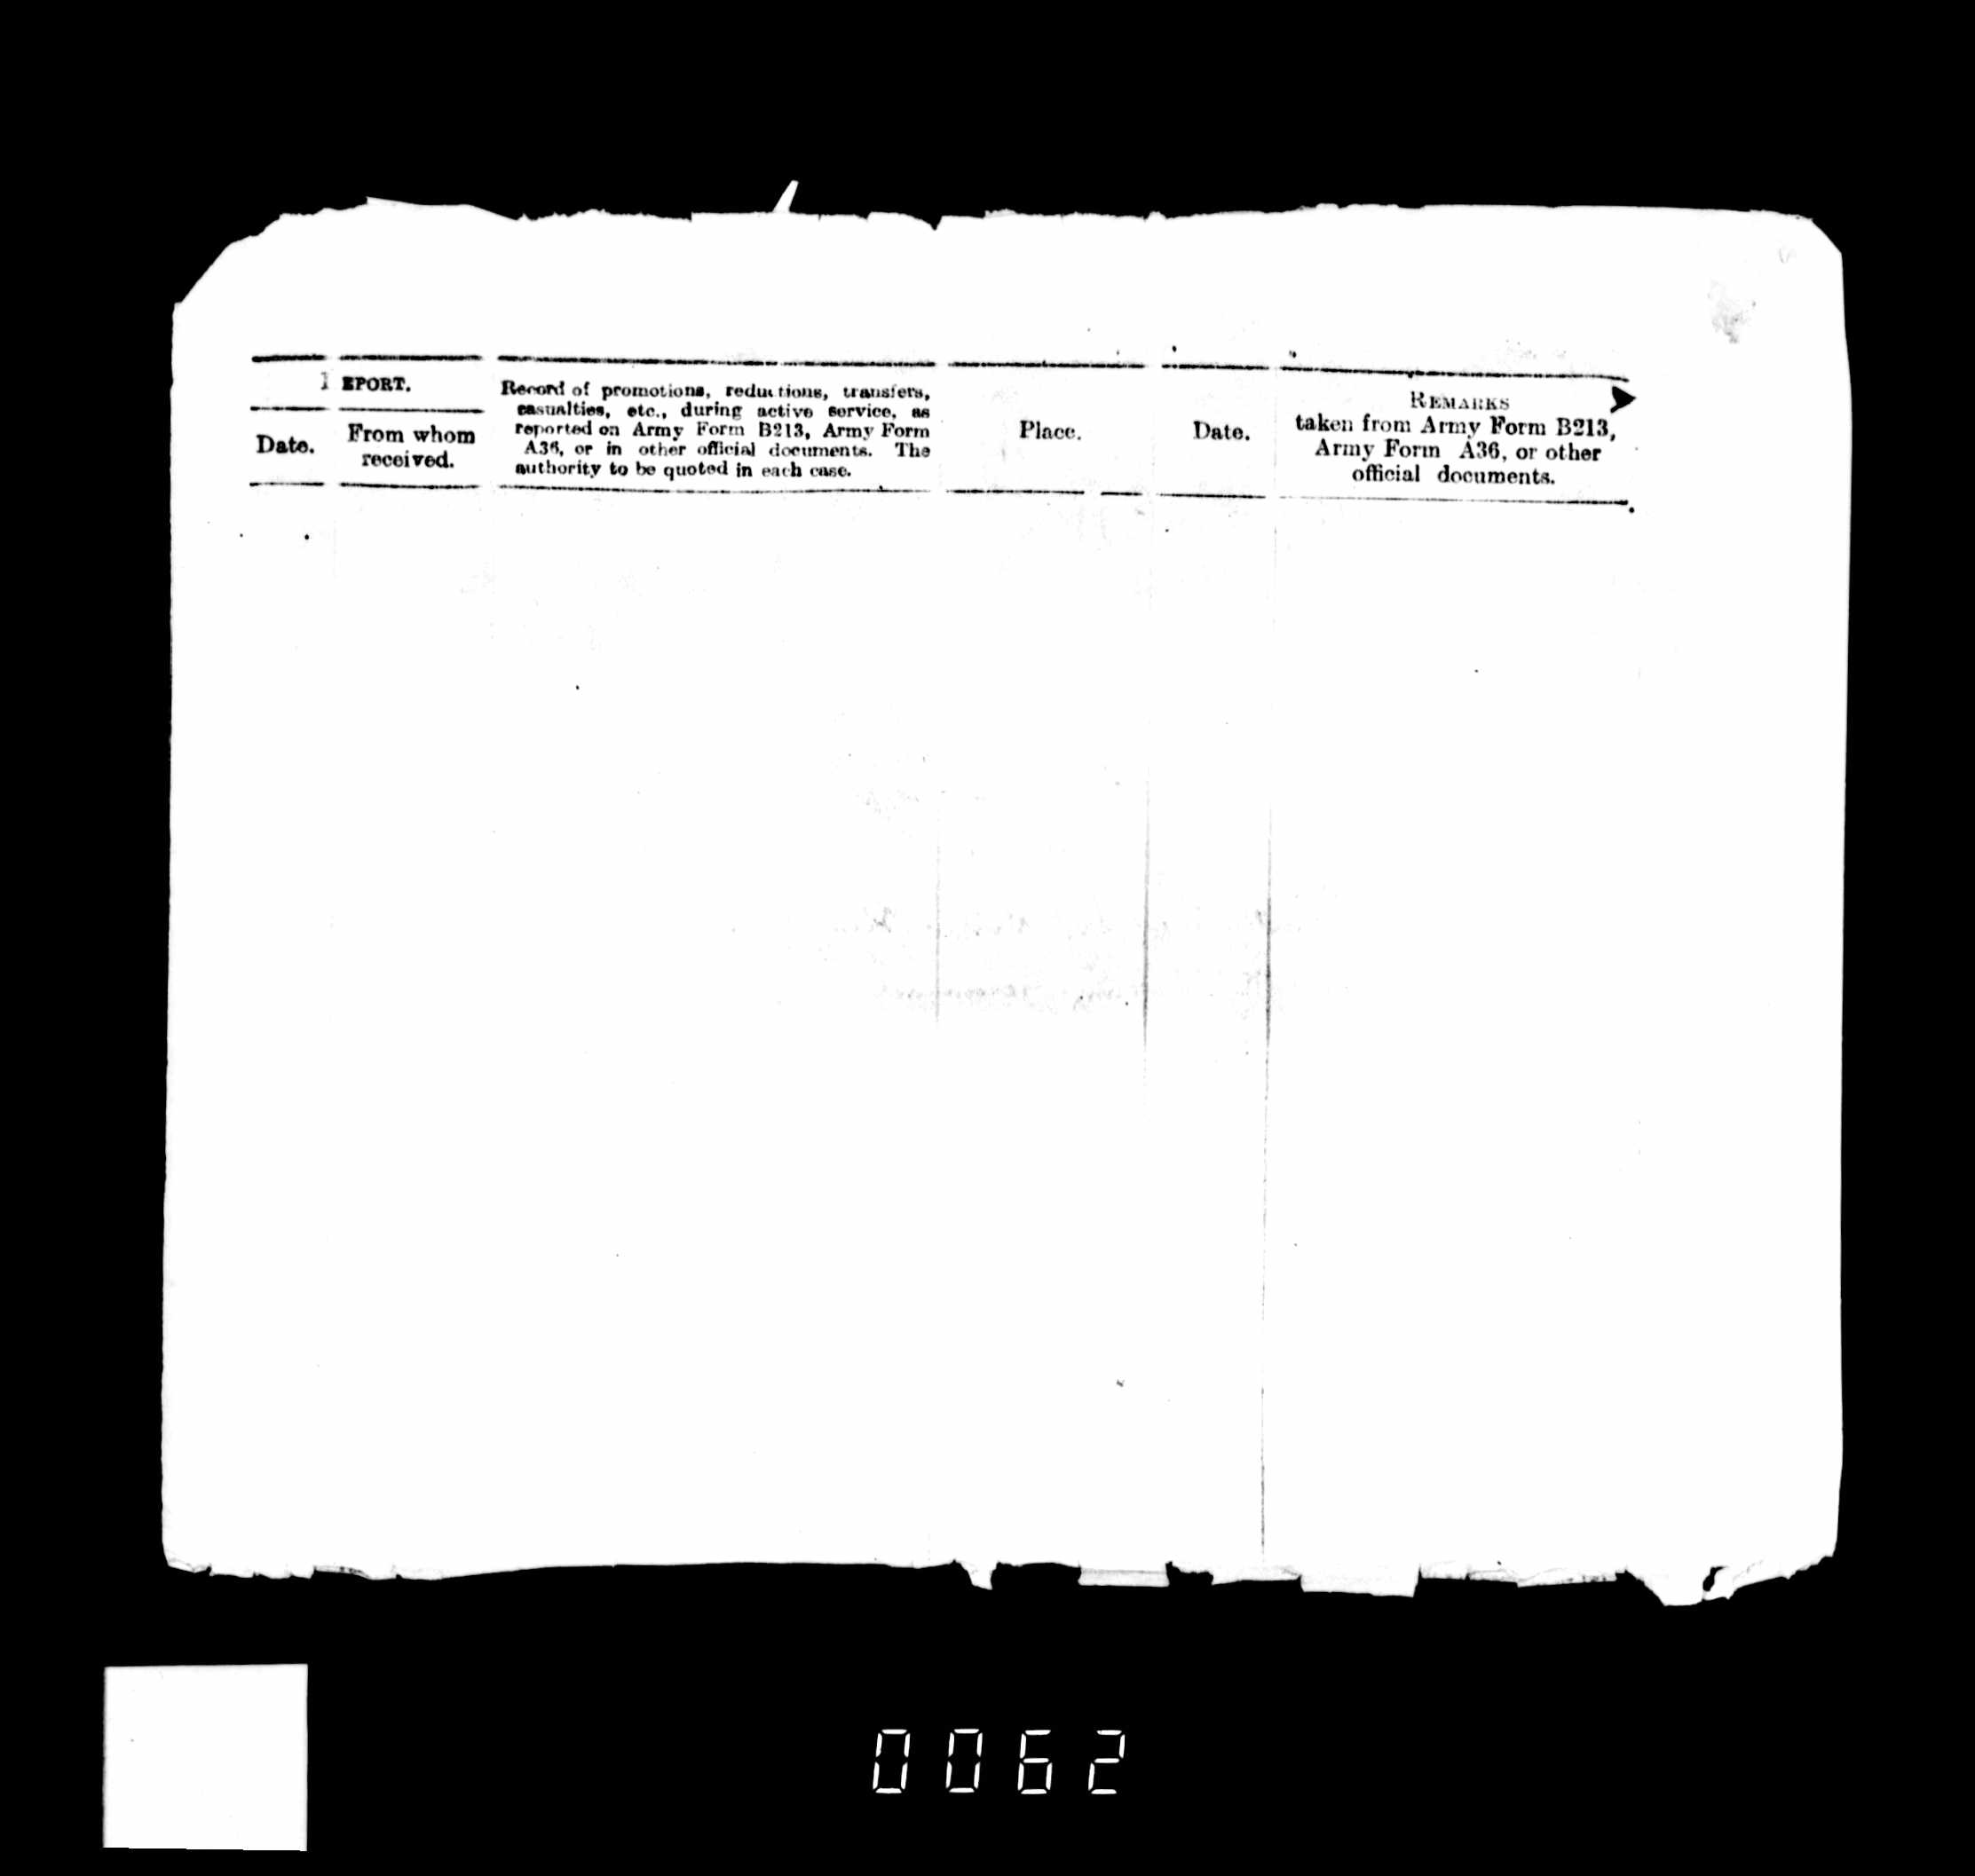 REPORT.
Date.
From whom
received.
Record of promotions, reductions, transfers,
casualties, etc., during active service, as
reported on Army Form B213, Army Form
A36, or in other official documents. The
authority to be quoted in each case.
Place.
Date.
REMARKS
taken from Army Form B213,
Army Form A36, or other
official documents.
0062